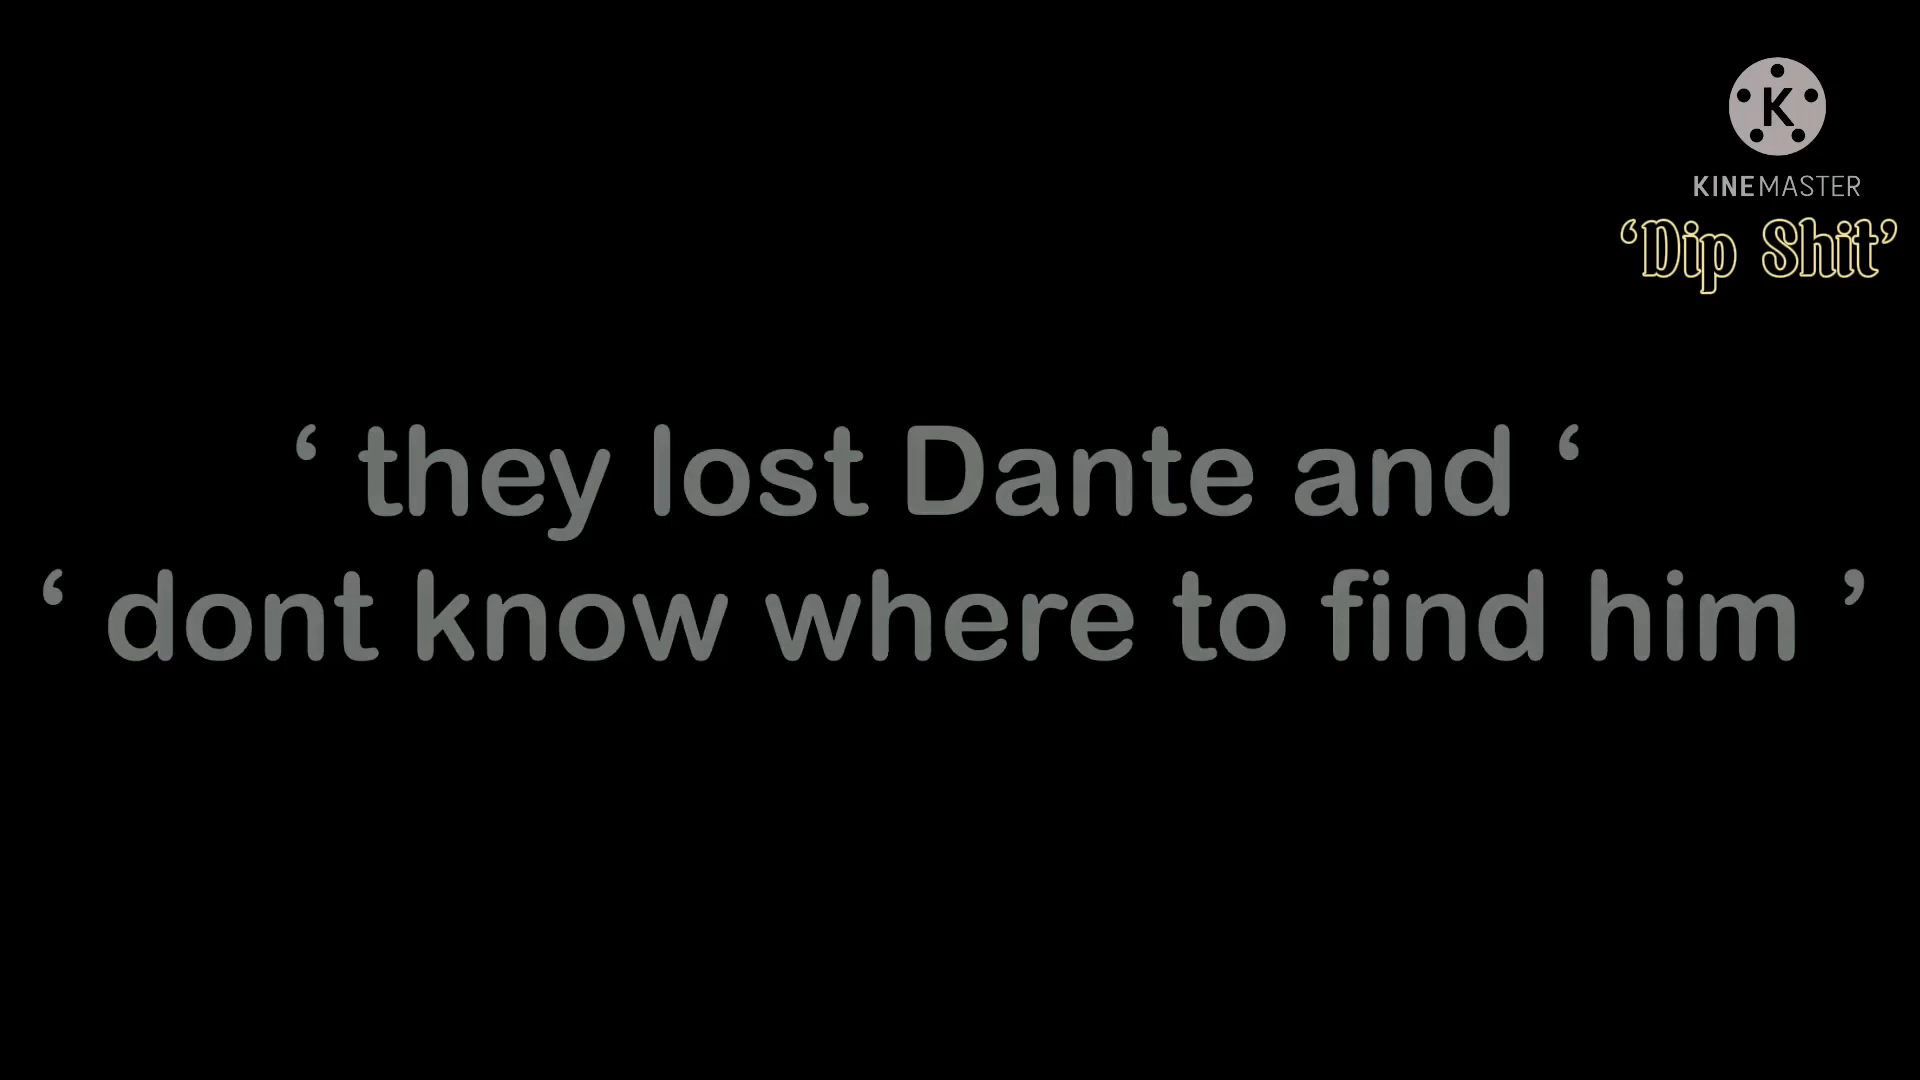 K
KINEMASTER
‘Dip Shit’
‘ they lost Dante and ‘
‘ dont know where to find him ’